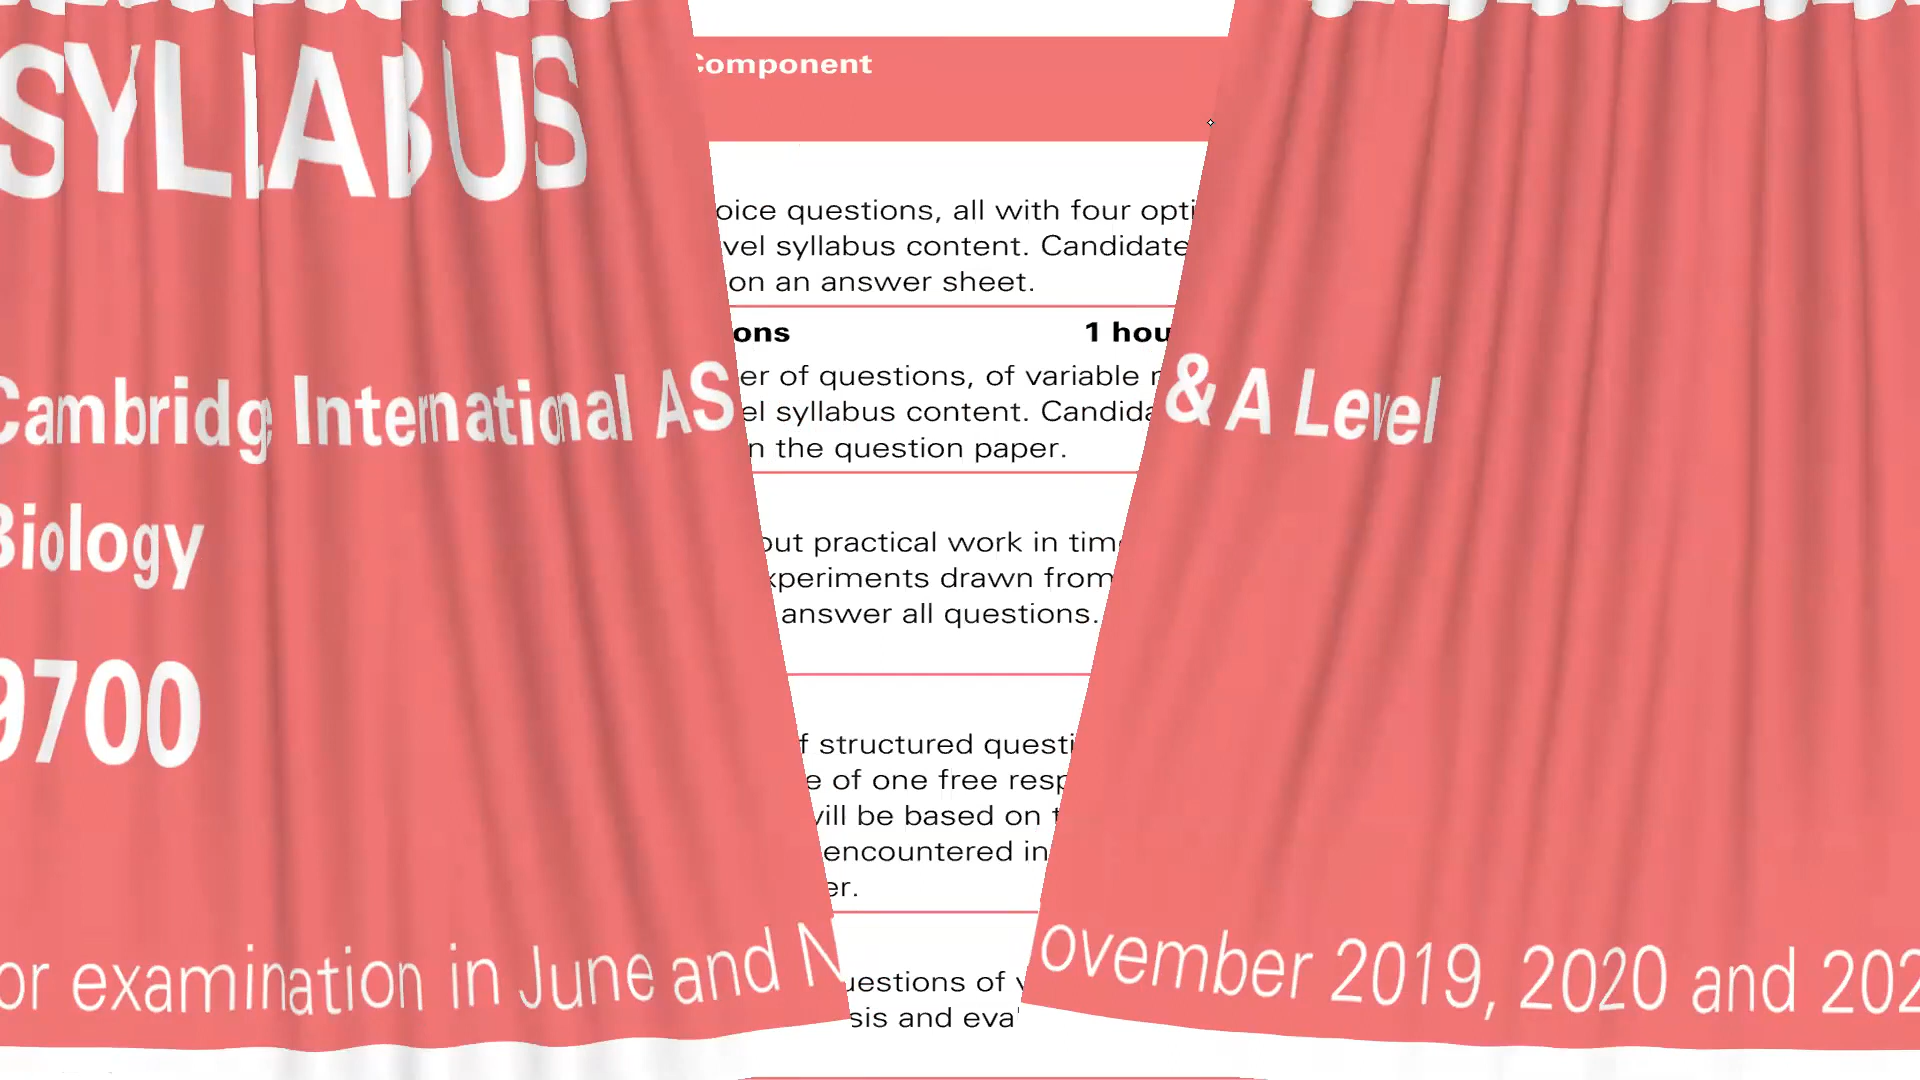 SYLLABUS
Cambridg International AS & A Level
Biology
9700
or examination in June and November 2019, 2020 and 202
Component
oice questions, all with four opti
vel syllabus content. Candidate
on an answer sheet.
ons 1 hou
er of questions, of variable
el syllabus content. Candida
n the question paper.
out practical work in time
xperiments drawn from
answer all questions.
f structured questi
e of one free resp
will be based on t
encountered in
er.
uestions of v
sis and eva